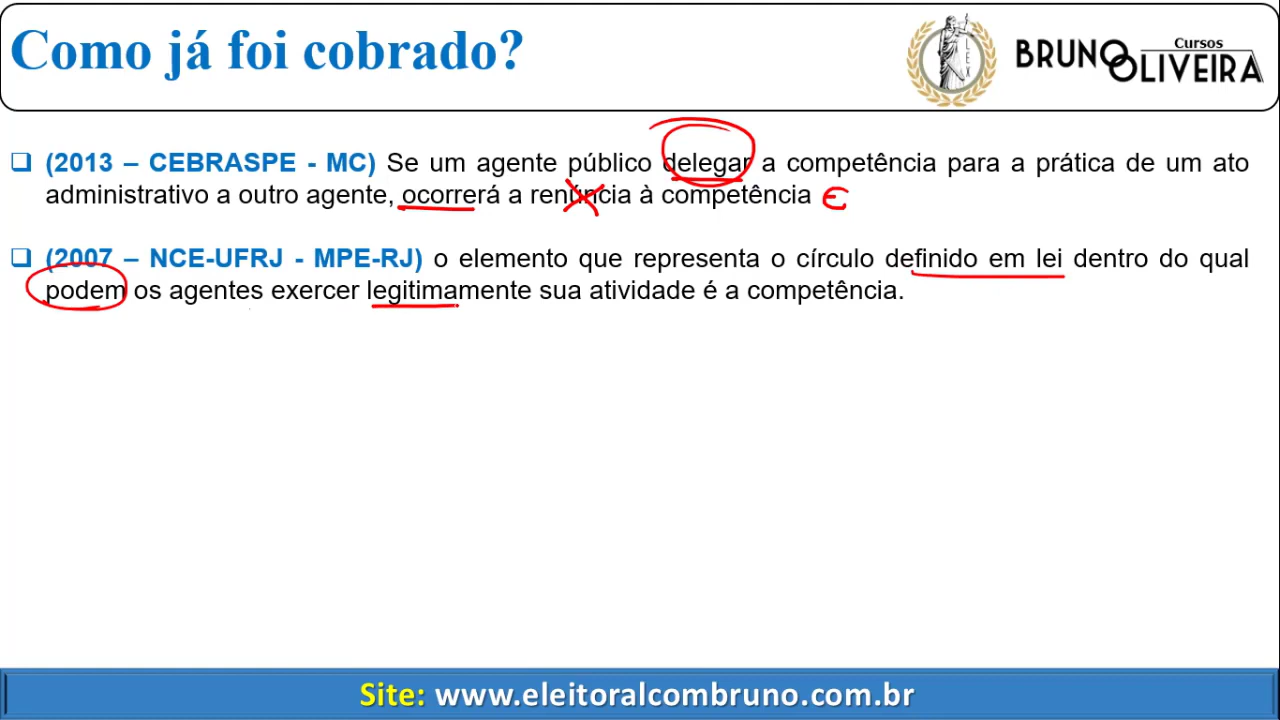 Como já foi cobrado?
Cursos
BRUNO OLIVEIRA
LEX
❑ (2013 – CEBRASPE - MC) Se um agente público delegar a competência para a prática de um ato
administrativo a outro agente, ocorrerá a renúncia à competência E
❑ (2007 – NCE-UFRJ - MPE-RJ) o elemento que representa o círculo definido em lei dentro do qual
podem os agentes exercer legitimamente sua atividade é a competência.
Site: www.eleitoralcombruno.com.br